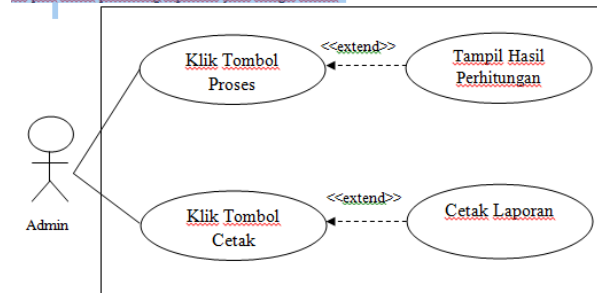 <<extend>>
Klik Tombol
Proses
Tampil Hasil
Perhitungan
Admin
<<extend>>
Klik Tombol
Cetak
Cetak Laporan